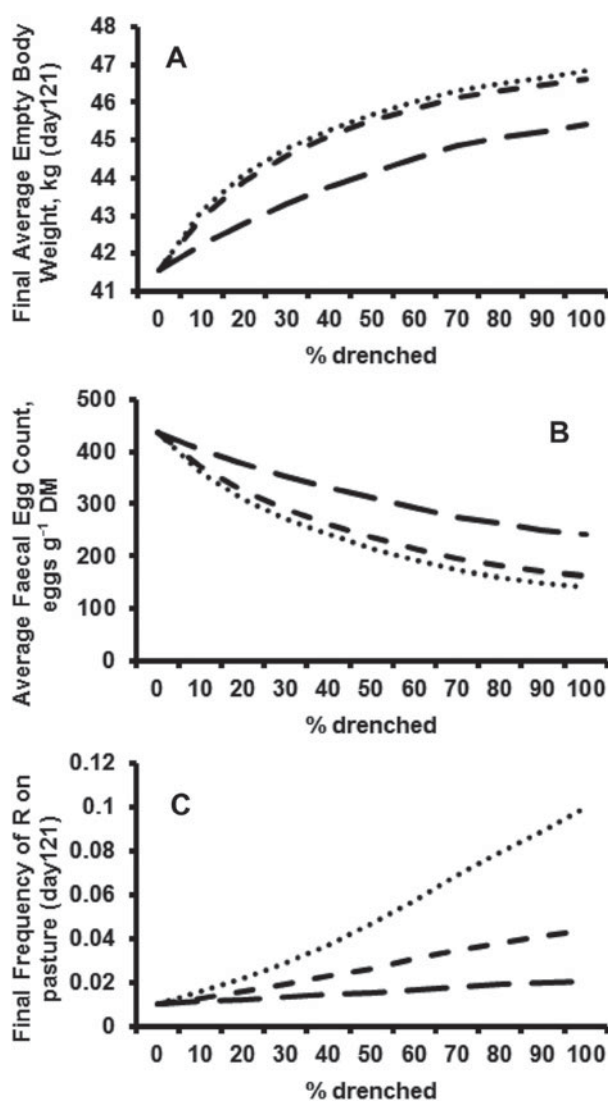 A
Final Average Empty Body
Weight, kg (day121)
47
46
45
44
43
42
41
0 10 20 30 40 50 60 70 80 90 100
% drenched
B
Average Faecal Egg Count,
eggs g⁻¹ DM
500
400
300
200
100
0
0 10 20 30 40 50 60 70 80 90 100
% drenched
C
Final Frequency of R on
pasture (day121)
0.12
0.1
0.08
0.06
0.04
0.02
0
0 10 20 30 40 50 60 70 80 90 100
% drenched